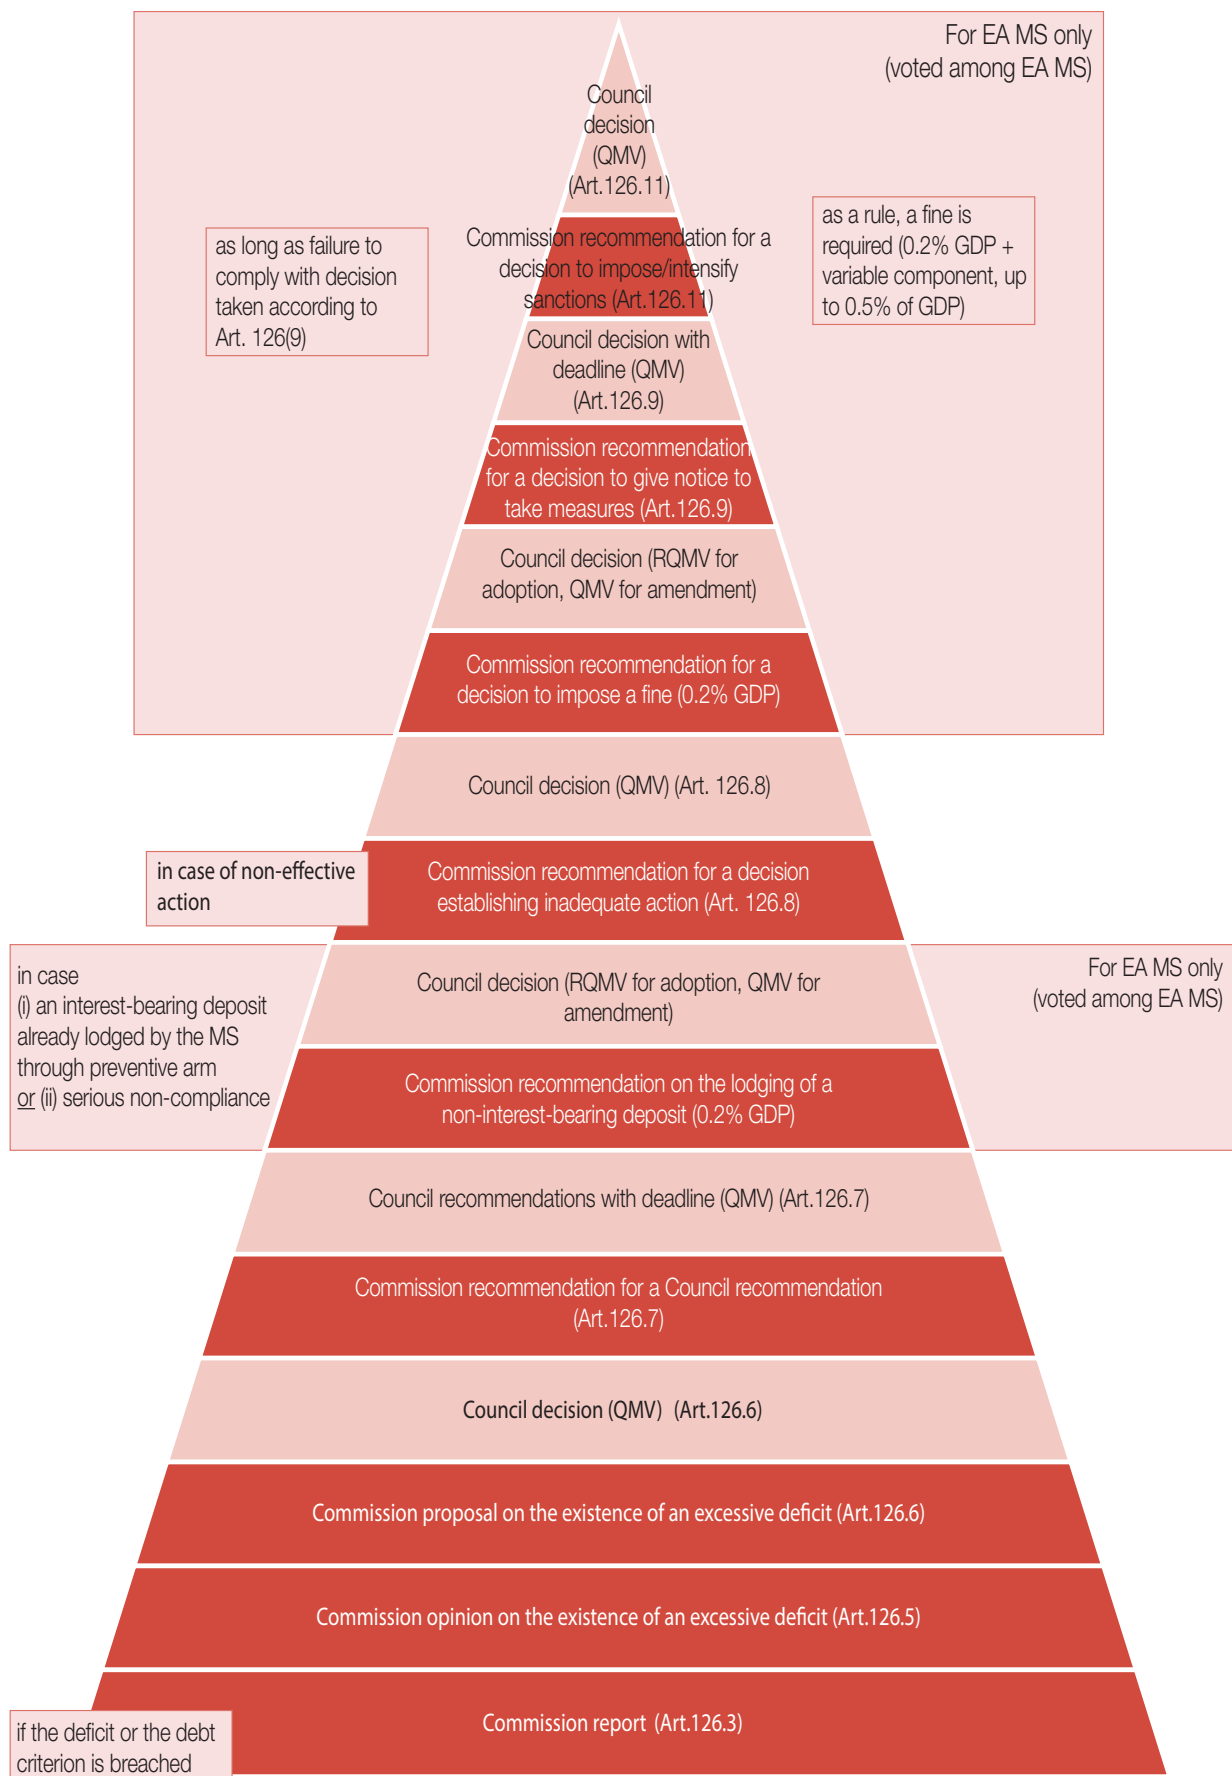 For EA MS only
(voted among EA MS)
Council
decision
(QMV)
(Art.126.11)
as a rule, a fine is
required (0.2% GDP +
variable component, up
to 0.5% of GDP)
as long as failure to
comply with decision
taken according to
Art. 126(9)
Commission recommendation for a
decision to impose/intensify
sanctions (Art.126.11)
Council decision with
deadline (QMV)
(Art.126.9)
Commission recommendation
for a decision to give notice to
take measures (Art.126.9)
Council decision (RQMV for
adoption, QMV for amendment)
Commission recommendation for a
decision to impose a fine (0.2% GDP)
Council decision (QMV) (Art. 126.8)
in case of non-effective
action
Commission recommendation for a decision
establishing inadequate action (Art. 126.8)
in case
(i) an interest-bearing deposit
already lodged by the MS
through preventive arm
or (ii) serious non-compliance
Council decision (RQMV for adoption, QMV for
amendment)
For EA MS only
(voted among EA MS)
Commission recommendation on the lodging of a
non-interest-bearing deposit (0.2% GDP)
Council recommendations with deadline (QMV) (Art.126.7)
Commission recommendation for a Council recommendation
(Art.126.7)
Council decision (QMV) (Art.126.6)
Commission proposal on the existence of an excessive deficit (Art.126.6)
Commission opinion on the existence of an excessive deficit (Art.126.5)
Commission report (Art.126.3)
if the deficit or the debt
criterion is breached